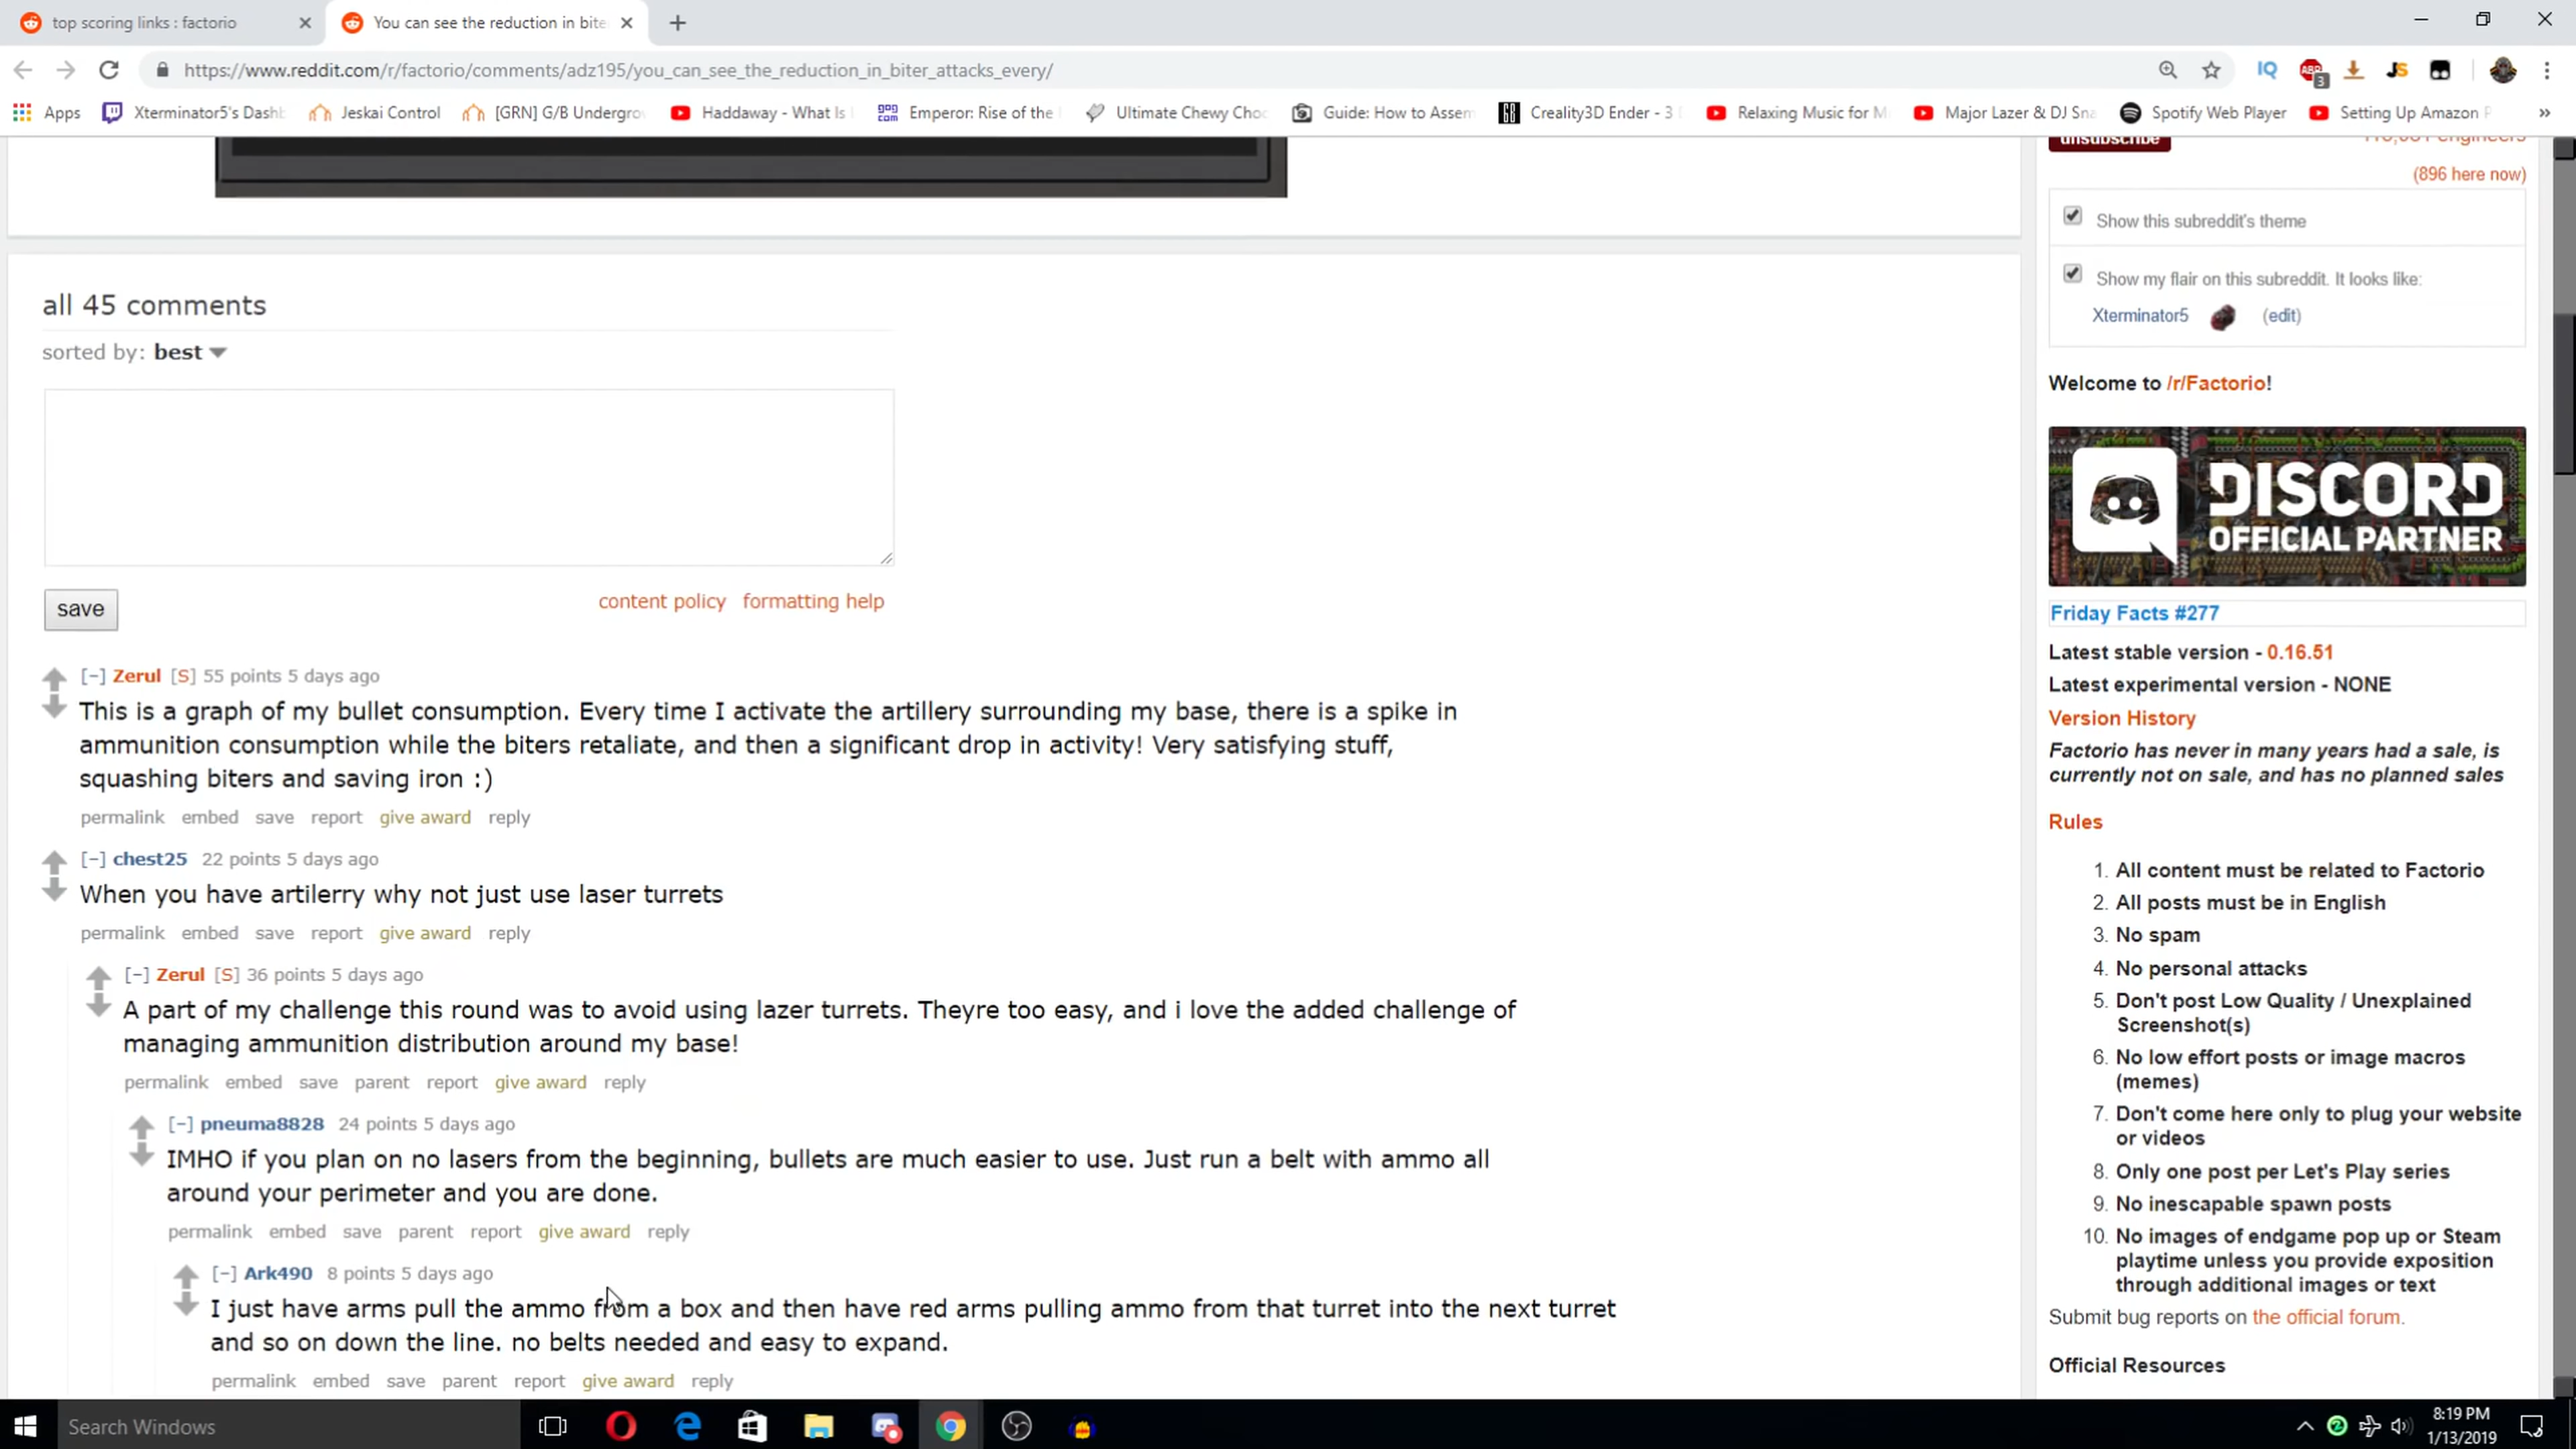 top scoring links : factorio
You can see the reduction in bite
https://www.reddit.com/r/factorio/comments/adz195/you_can_see_the_reduction_in_biter_attacks_every/
IQ
ABP
3
JS
Apps
Xterminator5's Dashb
Jeskai Control
[GRN] G/B Undergro
Haddaway - What Is
gog com
Emperor: Rise of the
Ultimate Chewy Choc
Guide: How to Assem
Creality3D Ender - 3
Relaxing Music for M
Major Lazer & DJ Sna
Spotify Web Player
Setting Up Amazon
»
all 45 comments
sorted by: best
save
content policy formatting help
[–] Zerul [S] 55 points 5 days ago
This is a graph of my bullet consumption. Every time I activate the artillery surrounding my base, there is a spike in
ammunition consumption while the biters retaliate, and then a significant drop in activity! Very satisfying stuff,
squashing biters and saving iron :)
permalink embed save report give award reply
[–] chest25 22 points 5 days ago
When you have artilerry why not just use laser turrets
permalink embed save report give award reply
[–] Zerul [S] 36 points 5 days ago
A part of my challenge this round was to avoid using lazer turrets. Theyre too easy, and i love the added challenge of
managing ammunition distribution around my base!
permalink embed save parent report give award reply
[–] pneuma8828 24 points 5 days ago
IMHO if you plan on no lasers from the beginning, bullets are much easier to use. Just run a belt with ammo all
around your perimeter and you are done.
permalink embed save parent report give award reply
[–] Ark490 8 points 5 days ago
I just have arms pull the ammo from a box and then have red arms pulling ammo from that turret into the next turret
and so on down the line. no belts needed and easy to expand.
permalink embed save parent report give award reply
unsubscribe
engineers
(896 here now)
Show this subreddit's theme
Show my flair on this subreddit. It looks like:
Xterminator5 (edit)
Welcome to /r/Factorio!
DISCORD
OFFICIAL PARTNER
Friday Facts #277
Latest stable version - 0.16.51
Latest experimental version - NONE
Version History
Factorio has never in many years had a sale, is
currently not on sale, and has no planned sales
Rules
1. All content must be related to Factorio
2. All posts must be in English
3. No spam
4. No personal attacks
5. Don't post Low Quality / Unexplained
Screenshot(s)
6. No low effort posts or image macros
(memes)
7. Don't come here only to plug your website
or videos
8. Only one post per Let's Play series
9. No inescapable spawn posts
10. No images of endgame pop up or Steam
playtime unless you provide exposition
through additional images or text
Submit bug reports on the official forum.
Official Resources
Search Windows
8:19 PM
1/13/2019